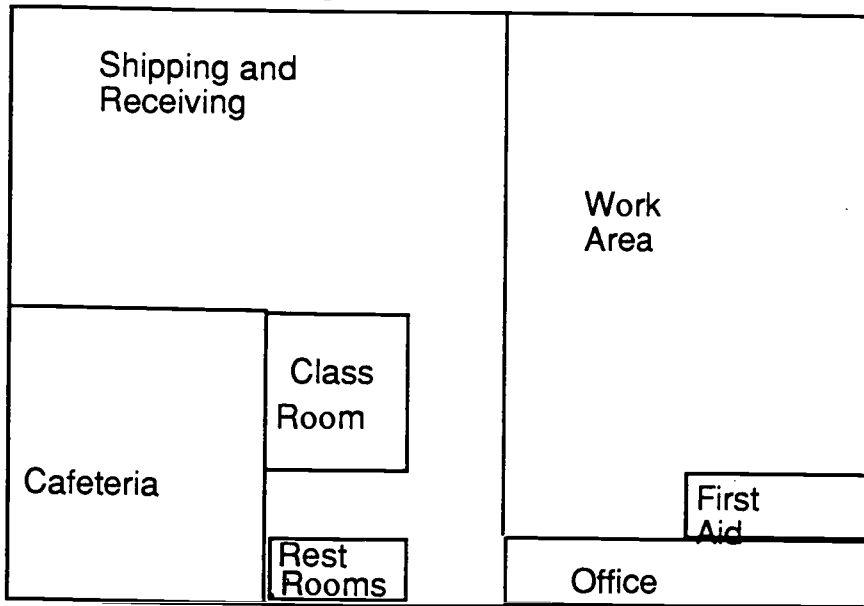 Shipping and
Receiving
Work
Area
Class
Room
Cafeteria
First
Aid
Rest
Rooms
Office